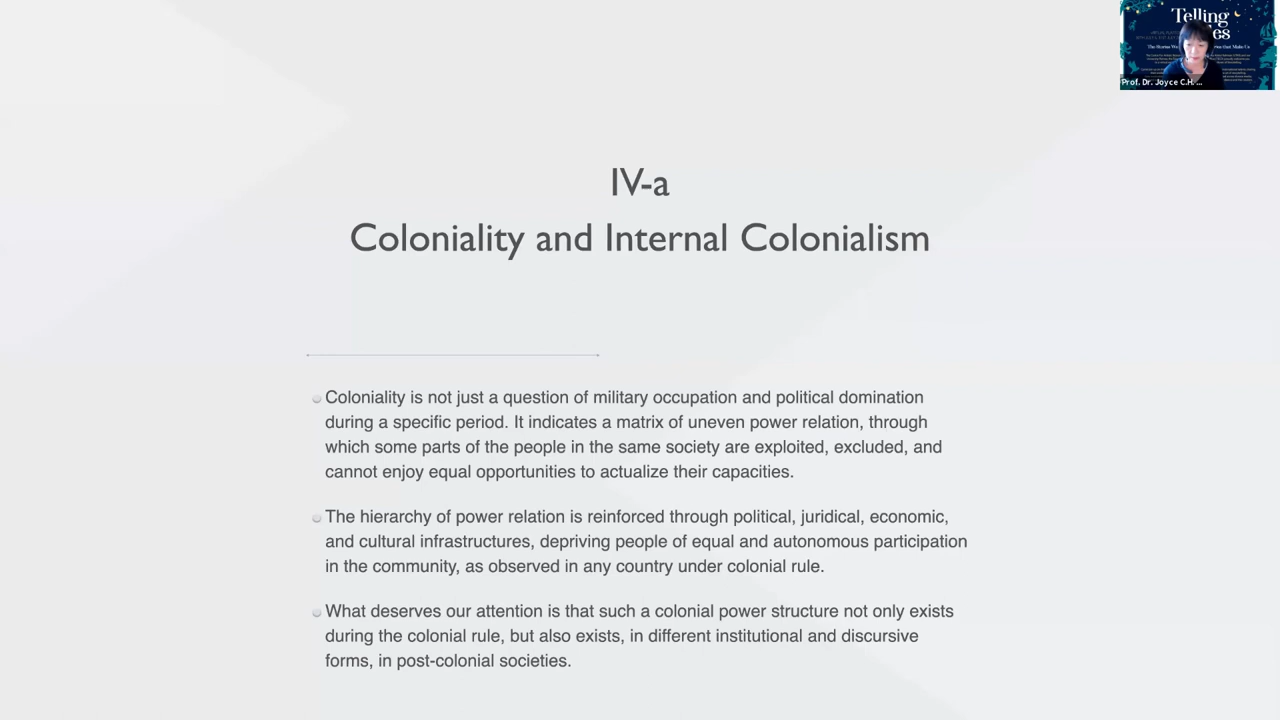 Telling
Prof. Dr. Joyce C.H. ...
IV-a
Coloniality and Internal Colonialism
Coloniality is not just a question of military occupation and political domination
during a specific period. It indicates a matrix of uneven power relation, through
which some parts of the people in the same society are exploited, excluded, and
cannot enjoy equal opportunities to actualize their capacities.
The hierarchy of power relation is reinforced through political, juridical, economic,
and cultural infrastructures, depriving people of equal and autonomous participation
in the community, as observed in any country under colonial rule.
What deserves our attention is that such a colonial power structure not only exists
during the colonial rule, but also exists, in different institutional and discursive
forms, in post-colonial societies.